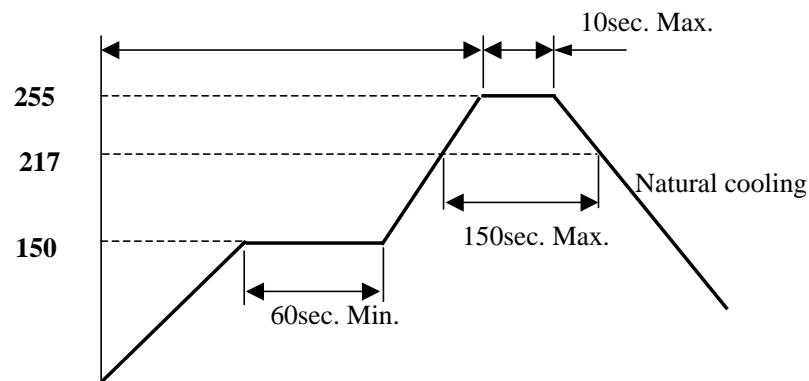 10sec. Max.
255
217
Natural cooling
150sec. Max.
150
60sec. Min.